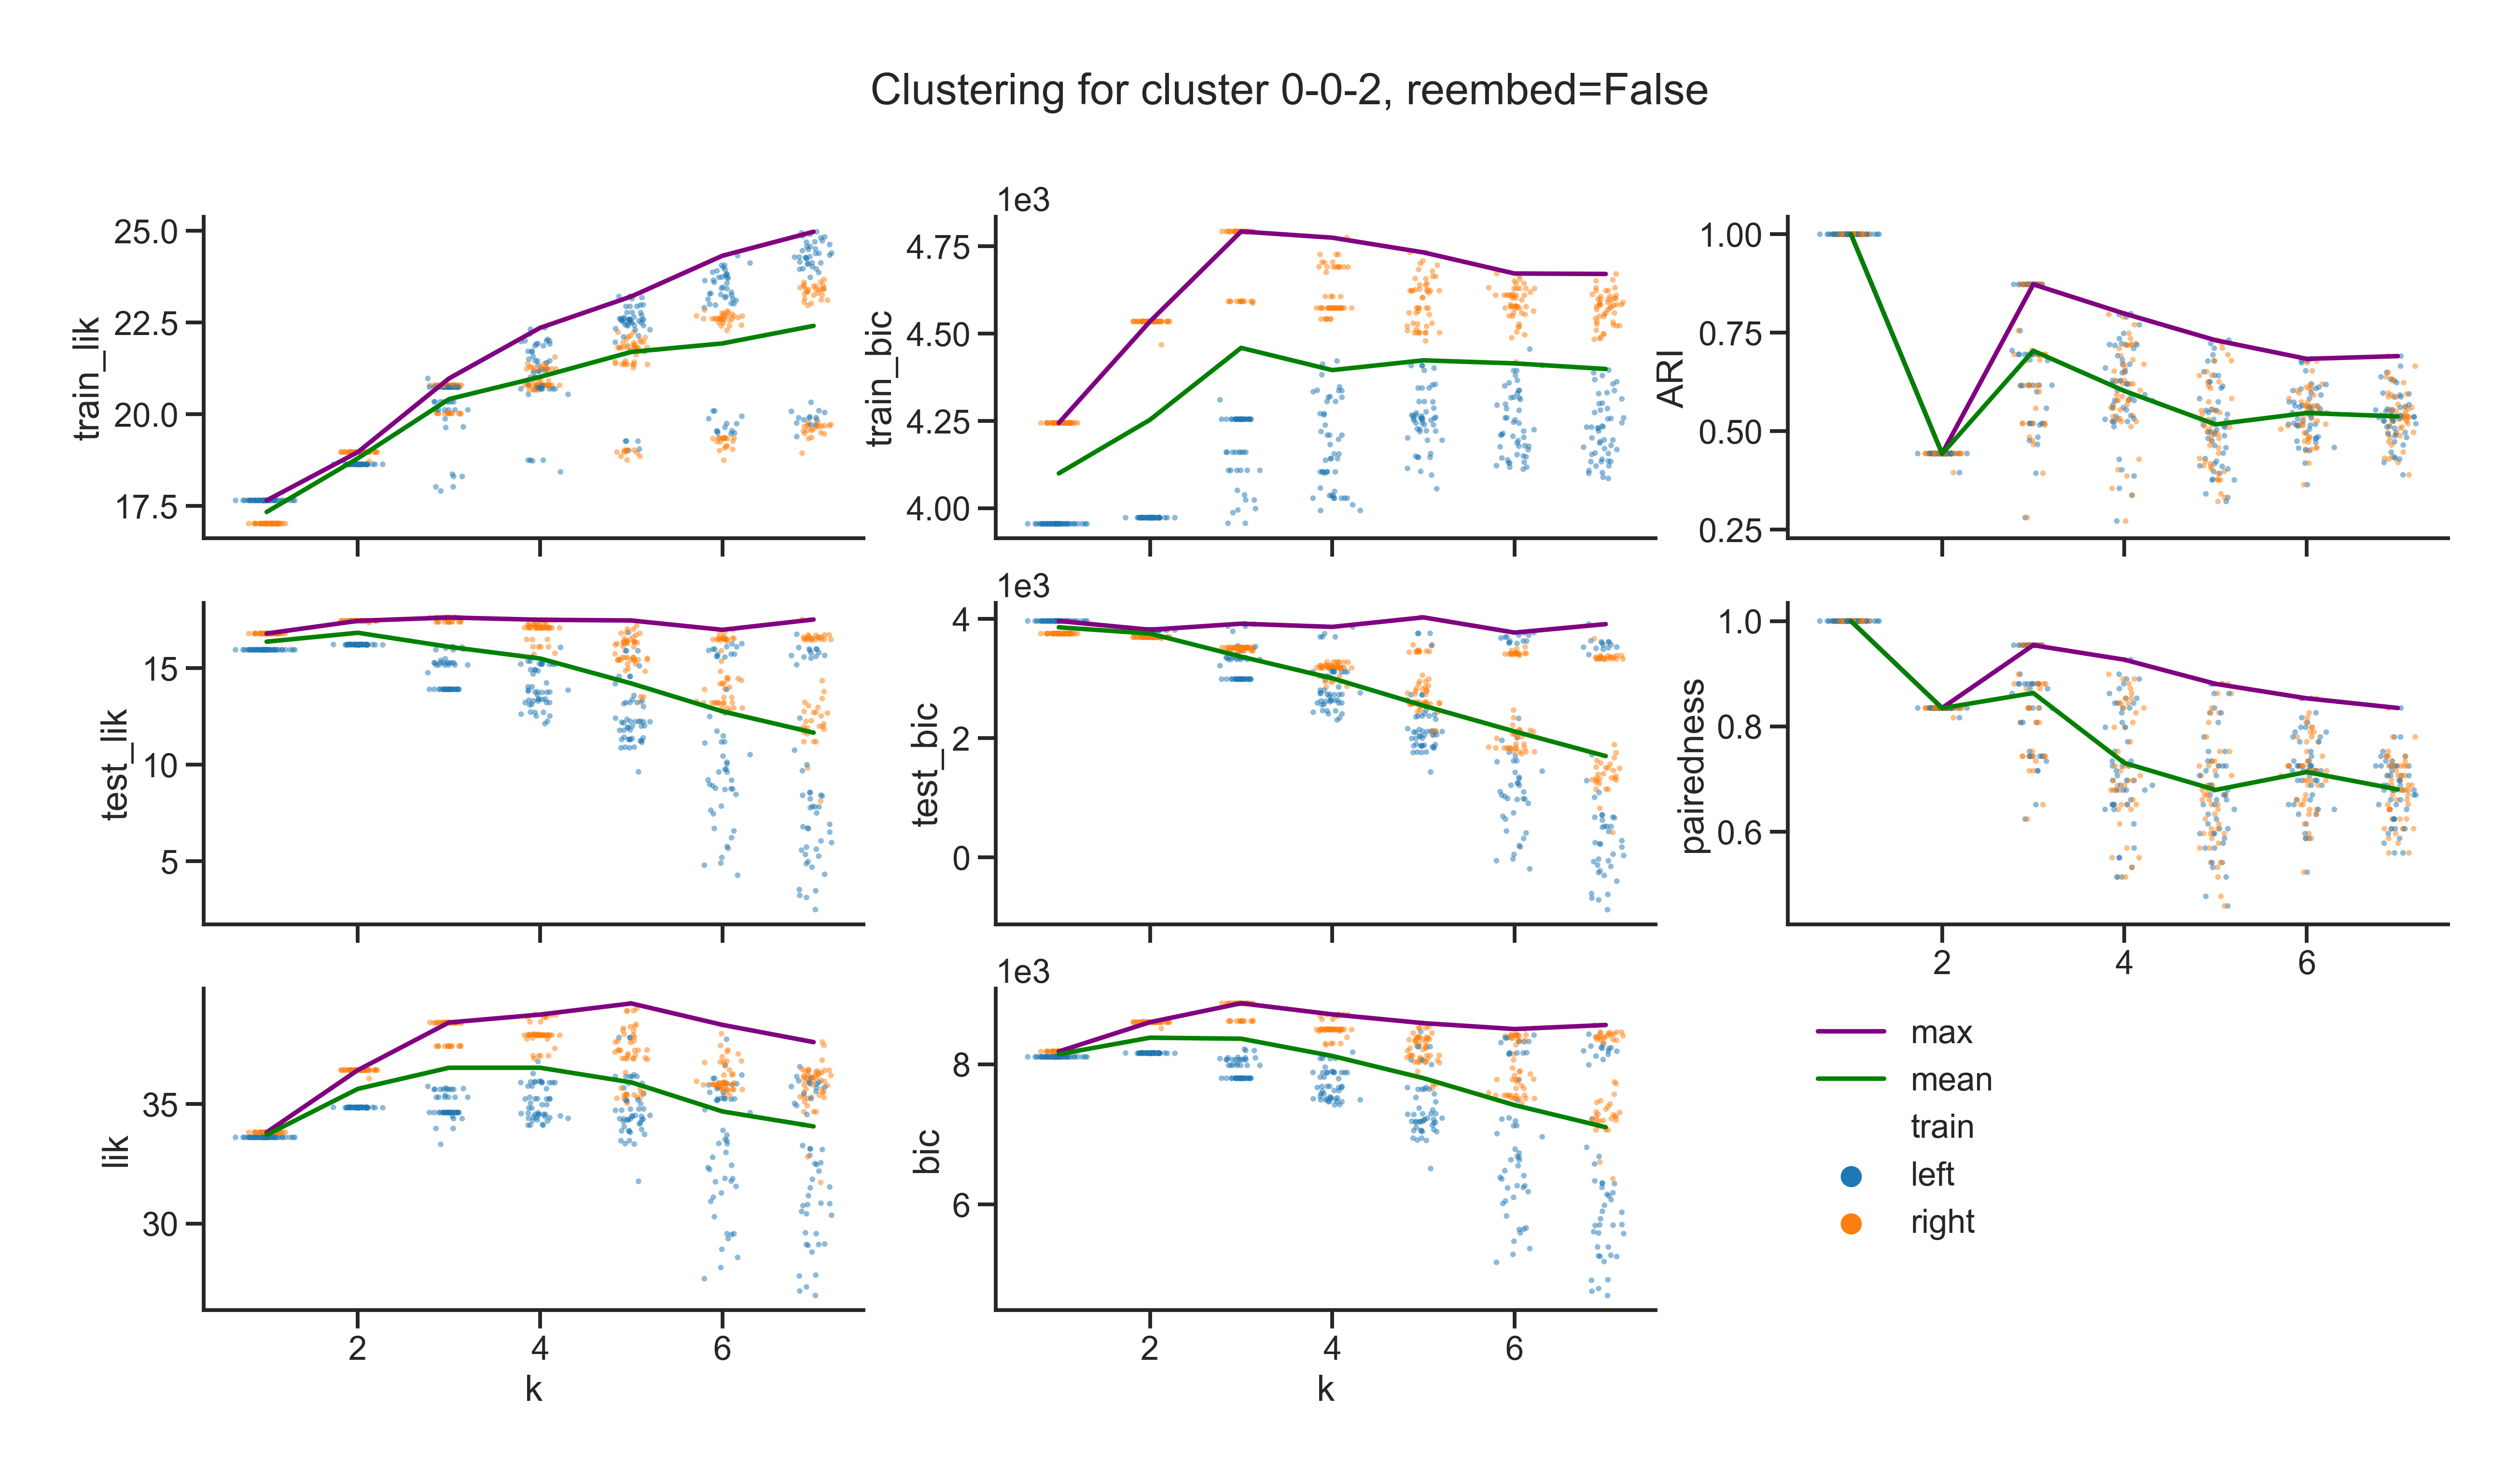 Clustering for cluster 0-0-2, reembed=False
train_lik
25.0
22.5
20.0
17.5
1e3
train_bic
4.75
4.50
4.25
4.00
ARI
1.00
0.75
0.50
0.25
test_lik
15
10
5
1e3
test_bic
4
2
0
pairedness
1.0
0.8
0.6
2
4
6
lik
35
30
2
4
6
k
1e3
bic
8
6
2
4
6
k
max
mean
train
left
right